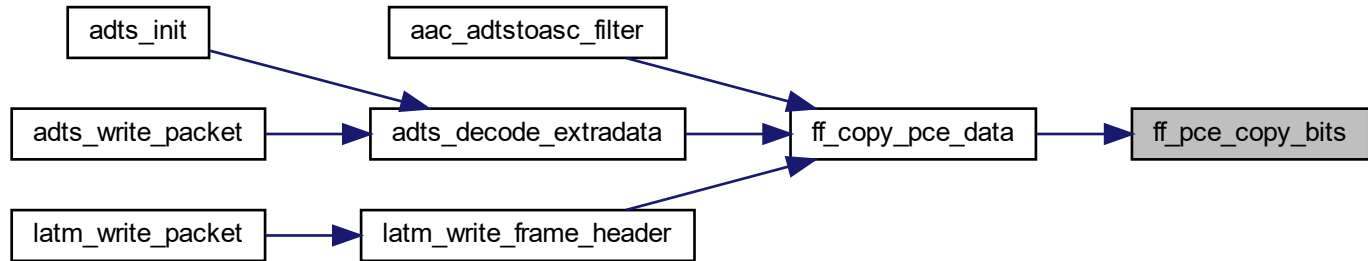 adts_init
aac_adtstoasc_filter
adts_write_packet
adts_decode_extradata
ff_copy_pce_data
ff_pce_copy_bits
latm_write_packet
latm_write_frame_header